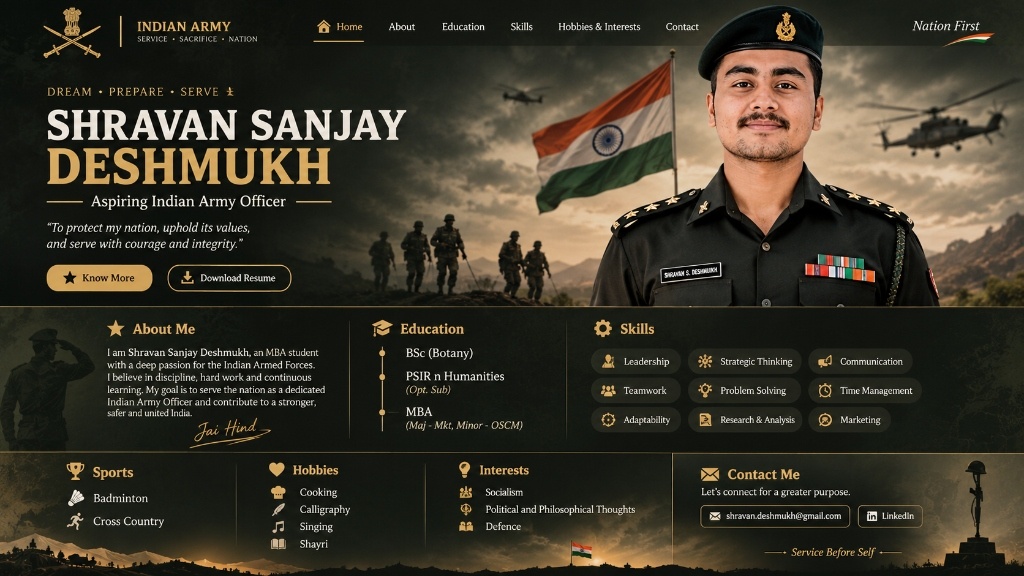 INDIAN ARMY
SERVICE • SACRIFICE • NATION
Home
About
Education
Skills
Hobbies & Interests
Contact
Nation First
DREAM • PREPARE • SERVE
SHRAVAN SANJAY
DESHMUKH
Aspiring Indian Army Officer
“To protect my nation, uphold its values,
and serve with courage and integrity.”
Know More
Download Resume
SHRAVAN S. DESHMUKH
About Me
I am Shravan Sanjay Deshmukh, an MBA student
with a deep passion for the Indian Armed Forces.
I believe in discipline, hard work and continuous
learning. My goal is to serve the nation as a dedicated
Indian Army Officer and contribute to a stronger,
safer and united India.
Jai Hind
Education
BSc (Botany)
PSIR n Humanities
(Opt. Sub)
MBA
(Maj - Mkt, Minor - OSCM)
Skills
Leadership
Strategic Thinking
Communication
Teamwork
Problem Solving
Time Management
Adaptability
Research & Analysis
Marketing
Sports
Badminton
Cross Country
Hobbies
Cooking
Calligraphy
Singing
Shayri
Interests
Socialism
Political and Philosophical Thoughts
Defence
Contact Me
Let's connect for a greater purpose.
shravan.deshmukh@gmail.com
LinkedIn
Service Before Self